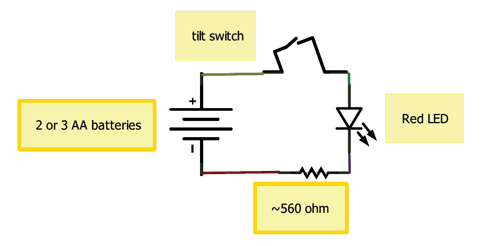 tilt switch
+
2 or 3 AA batteries
Red LED
~560 ohm